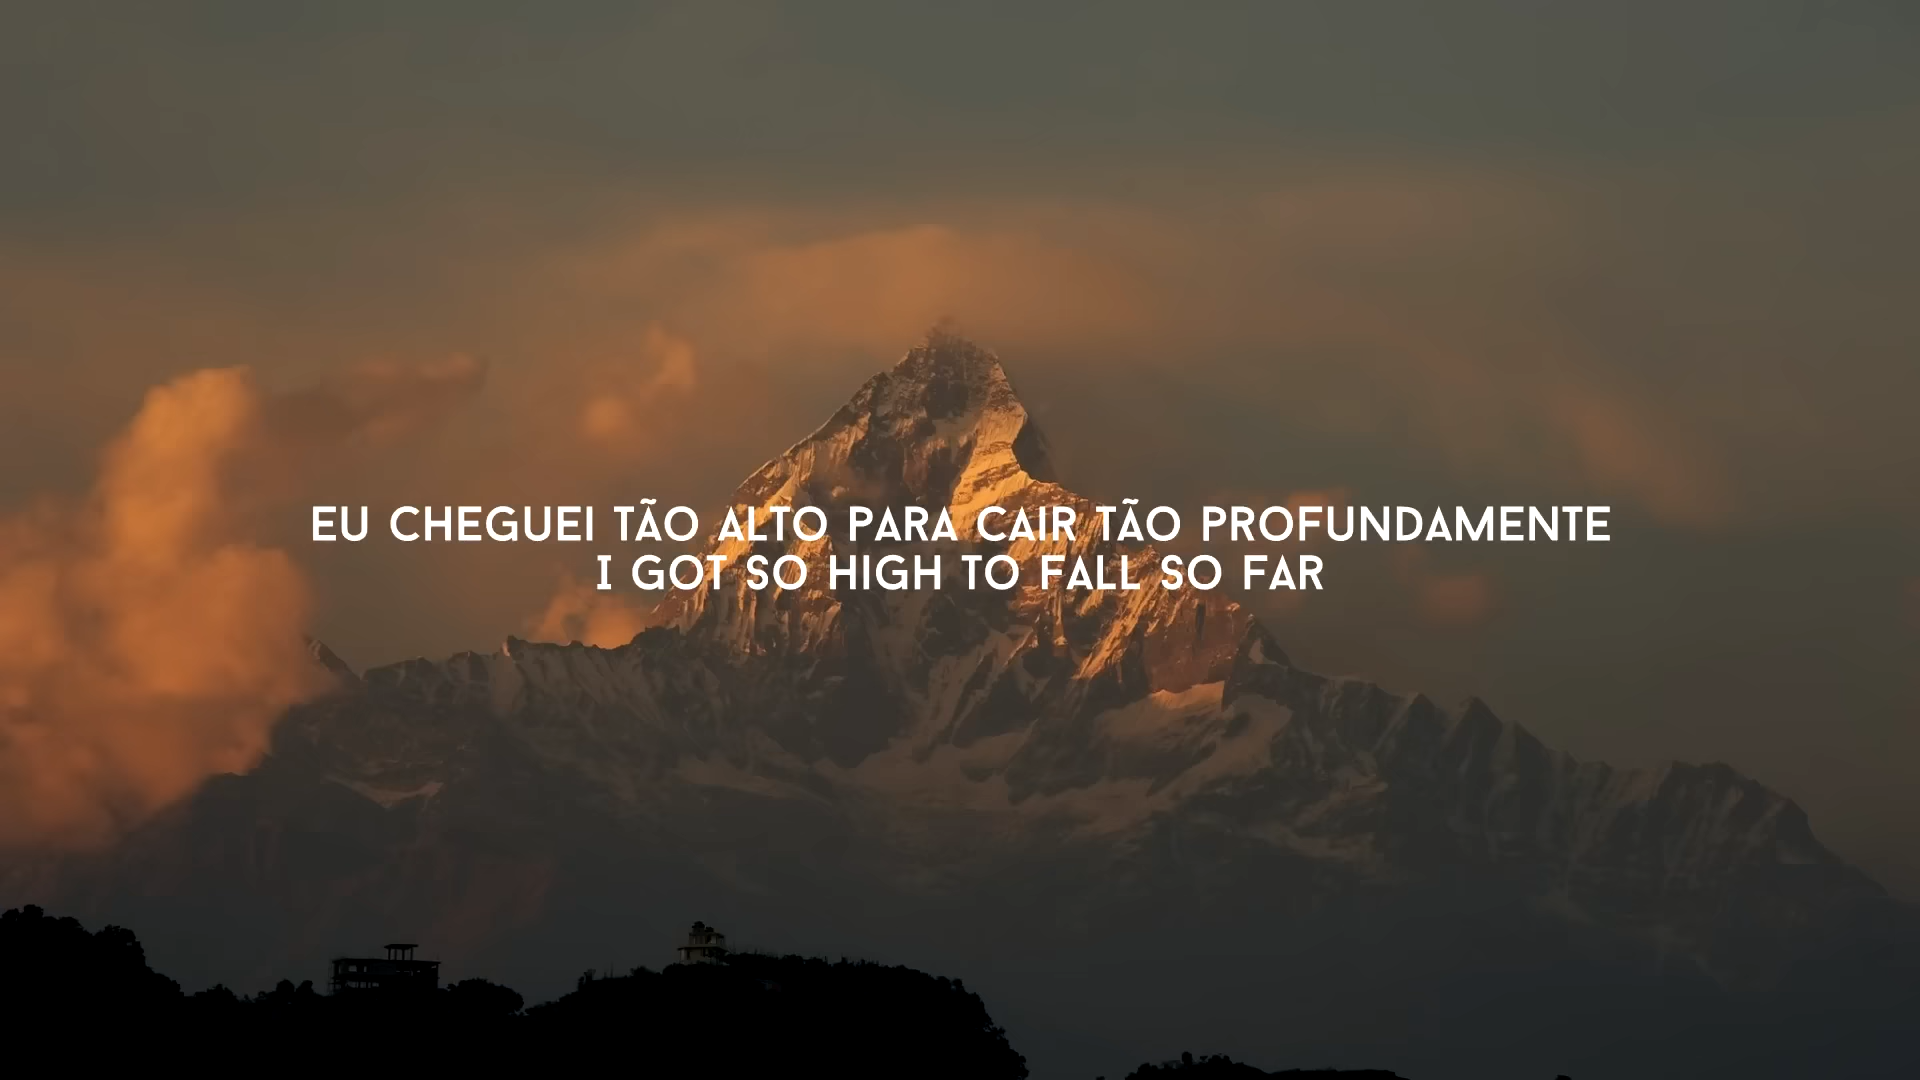 EU CHEGUEI TÃO ALTO PARA CAIR TÃO PROFUNDAMENTE
I GOT SO HIGH TO FALL SO FAR